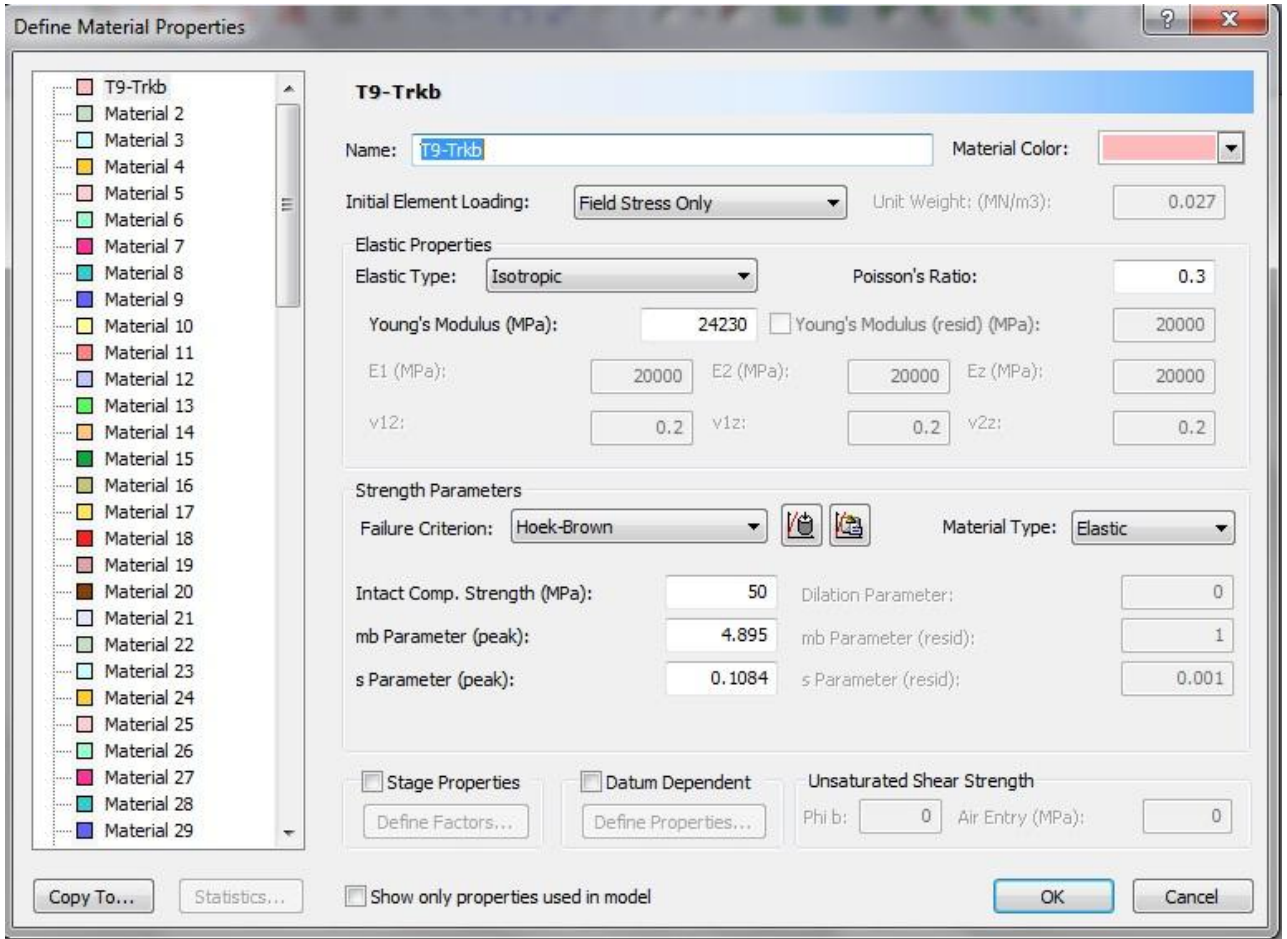 Define Material Properties
T9-Trkb
Material 2
Material 3
Material 4
Material 5
Material 6
Material 7
Material 8
Material 9
Material 10
Material 11
Material 12
Material 13
Material 14
Material 15
Material 16
Material 17
Material 18
Material 19
Material 20
Material 21
Material 22
Material 23
Material 24
Material 25
Material 26
Material 27
Material 28
Material 29
Copy To...
Statistics...
T9-Trkb
Name: T9-Trkb Material Color:
Initial Element Loading: Field Stress Only Unit Weight: (MN/m3): 0.027
Elastic Properties
Elastic Type: Isotropic Poisson's Ratio: 0.3
Young's Modulus (MPa): 24230 Young's Modulus (resid) (MPa): 20000
E1 (MPa): 20000 E2 (MPa): 20000 Ez (MPa): 20000
v12: 0.2 v1z: 0.2 v2z: 0.2
Strength Parameters
Failure Criterion: Hoek-Brown Material Type: Elastic
Intact Comp. Strength (MPa): 50 Dilation Parameter: 0
mb Parameter (peak): 4.895 mb Parameter (resid): 1
s Parameter (peak): 0.1084 s Parameter (resid): 0.001
Stage Properties Datum Dependent Unsaturated Shear Strength
Define Factors... Define Properties... Phi b: 0 Air Entry (MPa): 0
Show only properties used in model OK Cancel